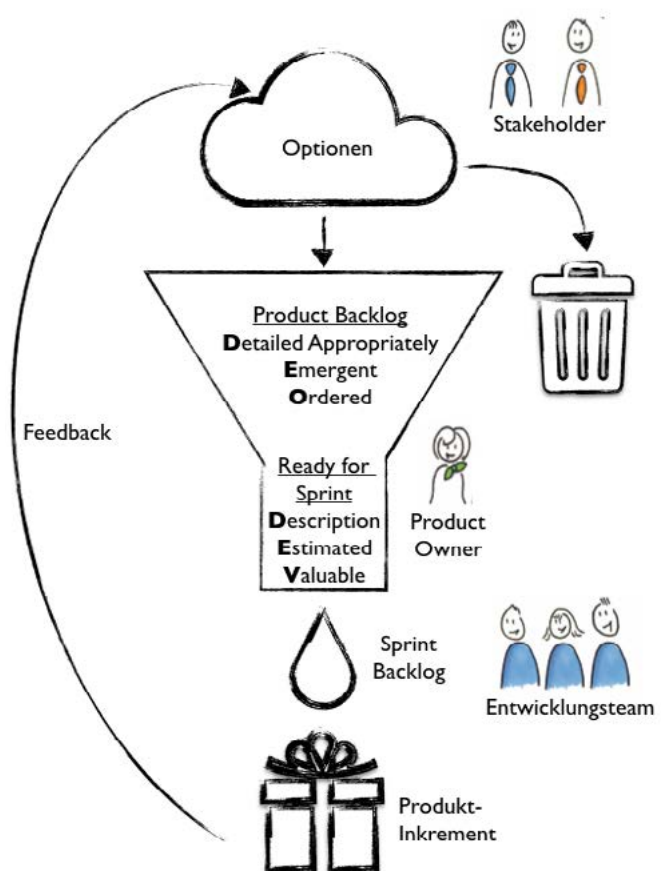 Stakeholder
Optionen
Product Backlog
Detailed Appropriately
Emergent
Ordered
Feedback
Ready for
Sprint
Description
Estimated
Valuable
Product
Owner
Sprint
Backlog
Entwicklungsteam
Produkt-
Inkrement